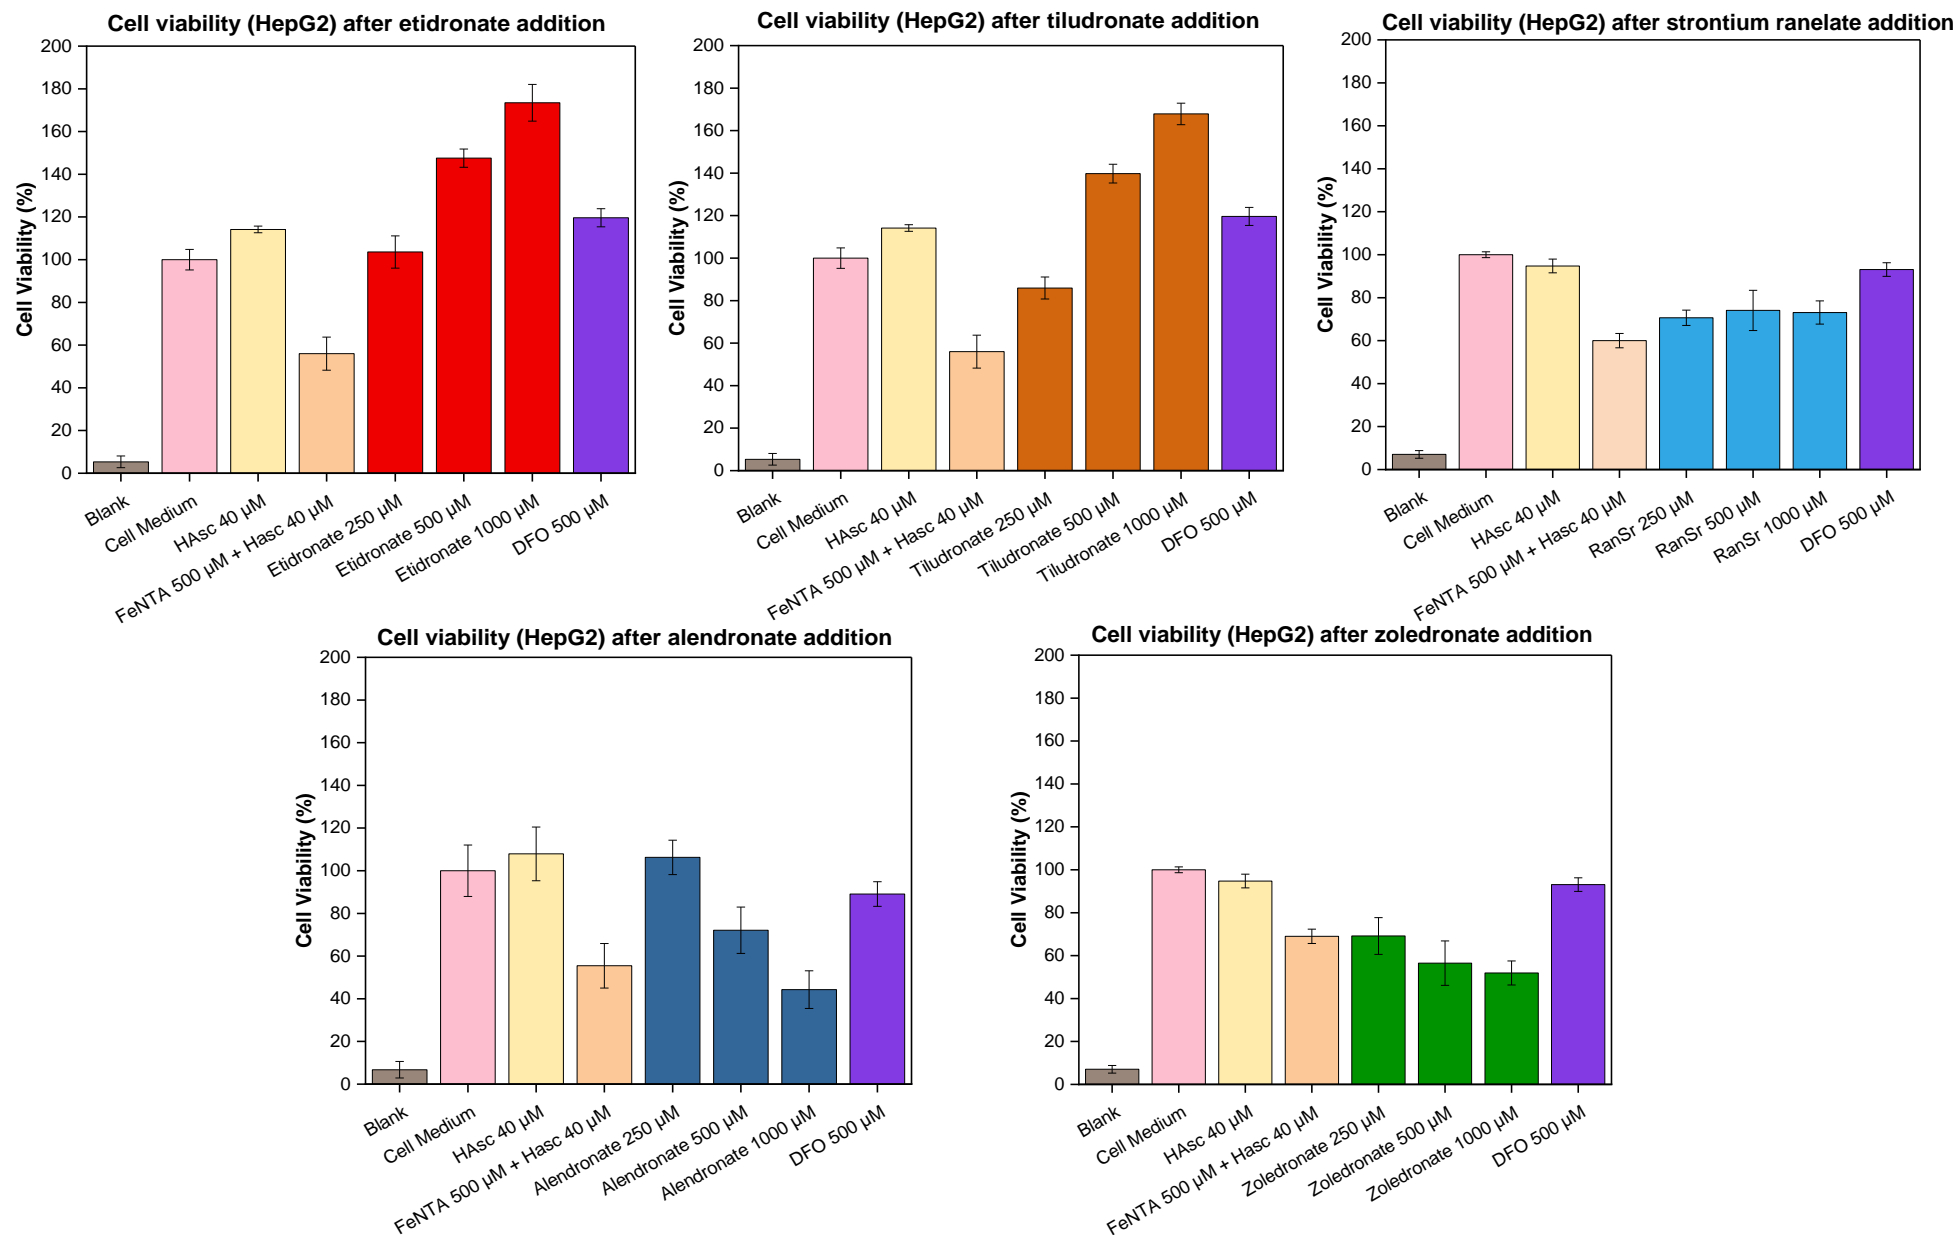 Cell viability (HepG2) after etidronate addition
Cell Viability (%)
200
180
160
140
120
100
80
60
40
20
0
Blank
Cell Medium
HAsc 40 µM
FeNTA 500 µM + Hasc 40 µM
Etidronate 250 µM
Etidronate 500 µM
Etidronate 1000 µM
DFO 500 µM
Cell viability (HepG2) after tiludronate addition
Cell Viability (%)
200
180
160
140
120
100
80
60
40
20
0
Blank
Cell Medium
HAsc 40 µM
FeNTA 500 µM + Hasc 40 µM
Tiludronate 250 µM
Tiludronate 500 µM
Tiludronate 1000 µM
DFO 500 µM
Cell viability (HepG2) after strontium ranelate addition
Cell Viability (%)
200
180
160
140
120
100
80
60
40
20
0
Blank
Cell Medium
HAsc 40 µM
FeNTA 500 µM + Hasc 40 µM
RanSr 250 µM
RanSr 500 µM
RanSr 1000 µM
DFO 500 µM
Cell viability (HepG2) after alendronate addition
Cell Viability (%)
200
180
160
140
120
100
80
60
40
20
0
Blank
Cell Medium
HAsc 40 µM
FeNTA 500 µM + Hasc 40 µM
Alendronate 250 µM
Alendronate 500 µM
Alendronate 1000 µM
DFO 500 µM
Cell viability (HepG2) after zoledronate addition
Cell Viability (%)
200
180
160
140
120
100
80
60
40
20
0
Blank
Cell Medium
HAsc 40 µM
FeNTA 500 µM + Hasc 40 µM
Zoledronate 250 µM
Zoledronate 500 µM
Zoledronate 1000 µM
DFO 500 µM